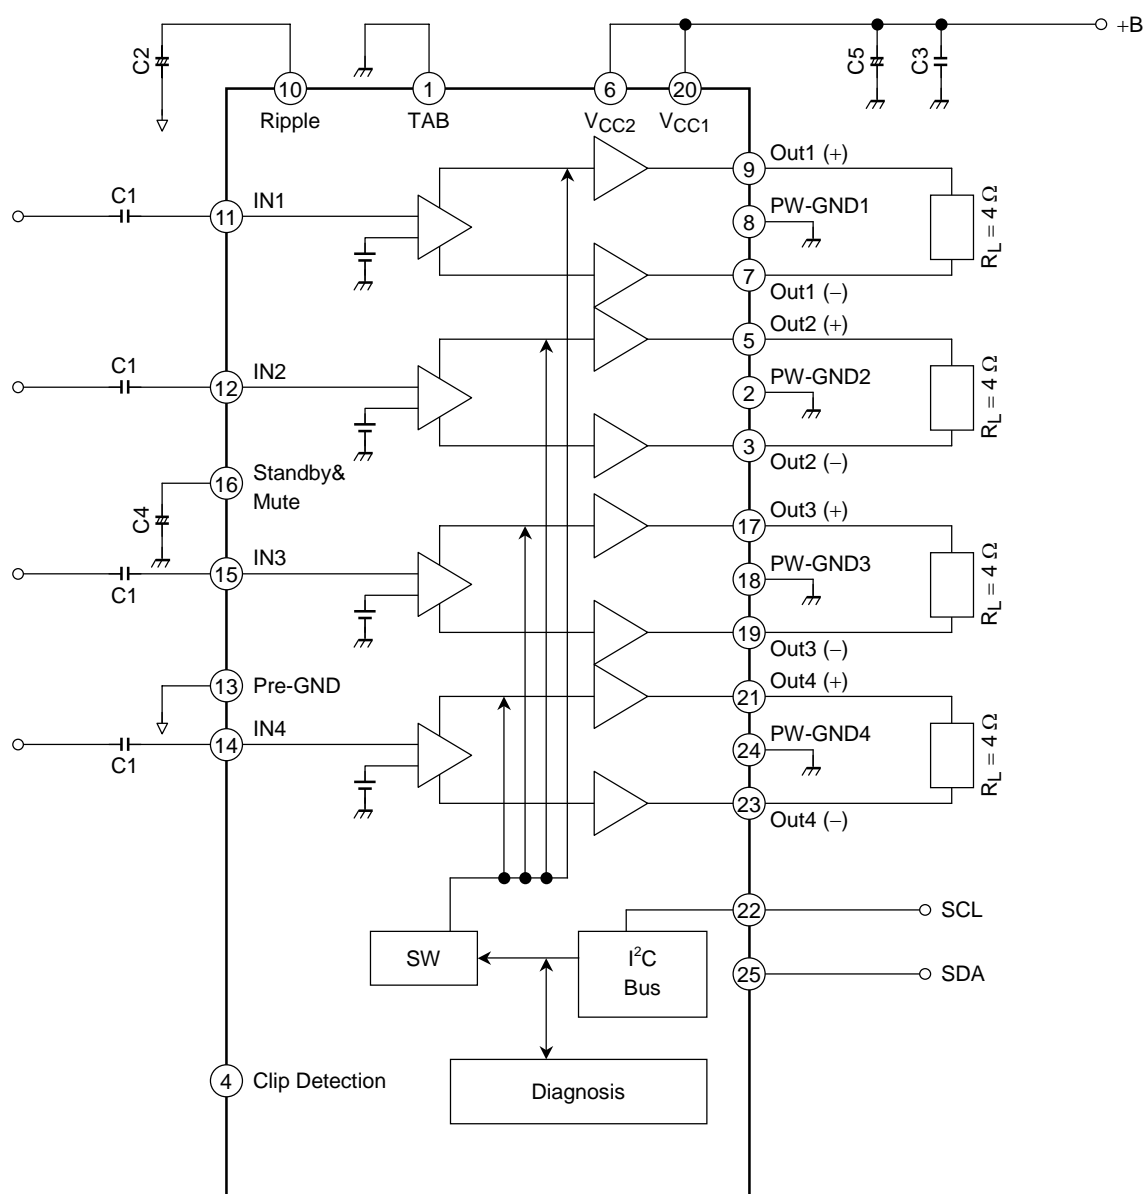 +B
C2
C5
C3
10
1
6
20
Ripple
TAB
VCC2
VCC1
C1
11
IN1
9
Out1 (+)
8
PW-GND1
7
Out1 (−)
RL = 4 Ω
C1
12
IN2
5
Out2 (+)
2
PW-GND2
3
Out2 (−)
RL = 4 Ω
16
Standby&
Mute
C4
C1
15
IN3
17
Out3 (+)
18
PW-GND3
19
Out3 (−)
RL = 4 Ω
13
Pre-GND
C1
14
IN4
21
Out4 (+)
24
PW-GND4
23
Out4 (−)
RL = 4 Ω
22
SCL
SW
I²C
Bus
25
SDA
4
Clip Detection
Diagnosis